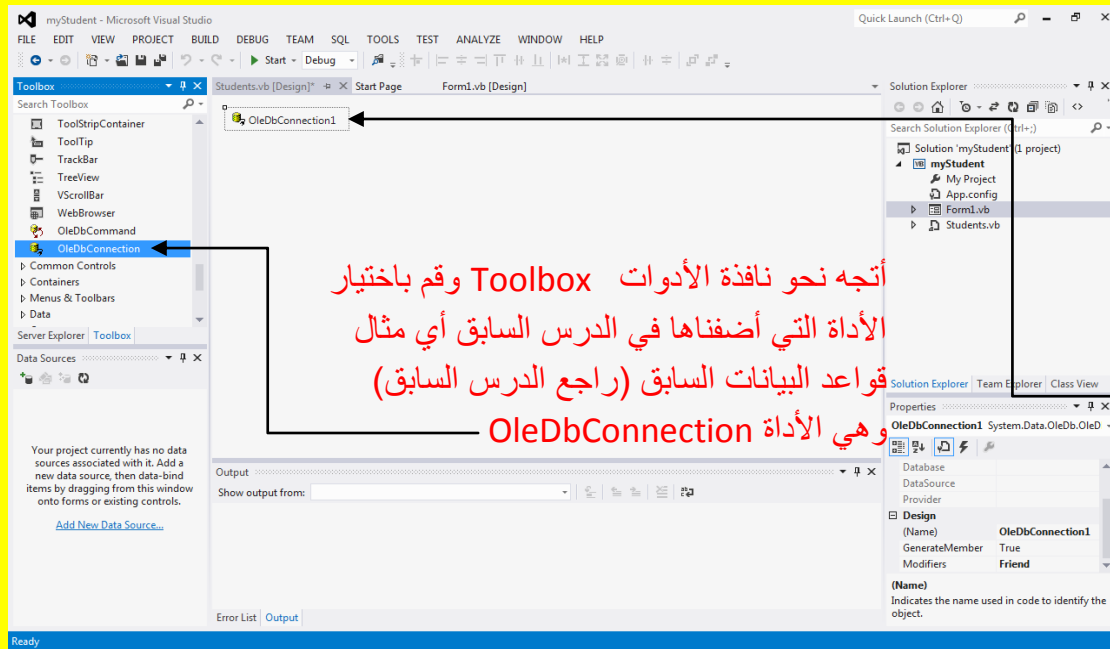 myStudent - Microsoft Visual Studio
Quick Launch (Ctrl+Q)
FILE EDIT VIEW PROJECT BUILD DEBUG TEAM SQL TOOLS TEST ANALYZE WINDOW HELP
Start Debug
Toolbox
Search Toolbox
ToolStripContainer
ToolTip
TrackBar
TreeView
VScrollBar
WebBrowser
OleDbCommand
OleDbConnection
Common Controls
Containers
Menus & Toolbars
Data
Server Explorer Toolbox
Data Sources
Your project currently has no data
sources associated with it. Add a
new data source, then data-bind
items by dragging from this window
onto forms or existing controls.
Add New Data Source...
Students.vb [Design]* Start Page Form1.vb [Design]
OleDbConnection1
أتجه نحو نافذة الأدوات Toolbox وقم باختيار
الأداة التي أضفناها في الدرس السابق أي مثال
قواعد البيانات السابق (راجع الدرس السابق)
وهي الأداة OleDbConnection
Output
Show output from:
Error List Output
Solution Explorer
Search Solution Explorer (Ctrl+;)
Solution 'myStudent' (1 project)
myStudent
My Project
App.config
Form1.vb
Students.vb
Solution Explorer Team Explorer Class View
Properties
OleDbConnection1 System.Data.OleDb.OleD
Database
DataSource
Provider
Design
(Name) OleDbConnection1
GenerateMember True
Modifiers Friend
(Name)
Indicates the name used in code to identify the
object.
Ready